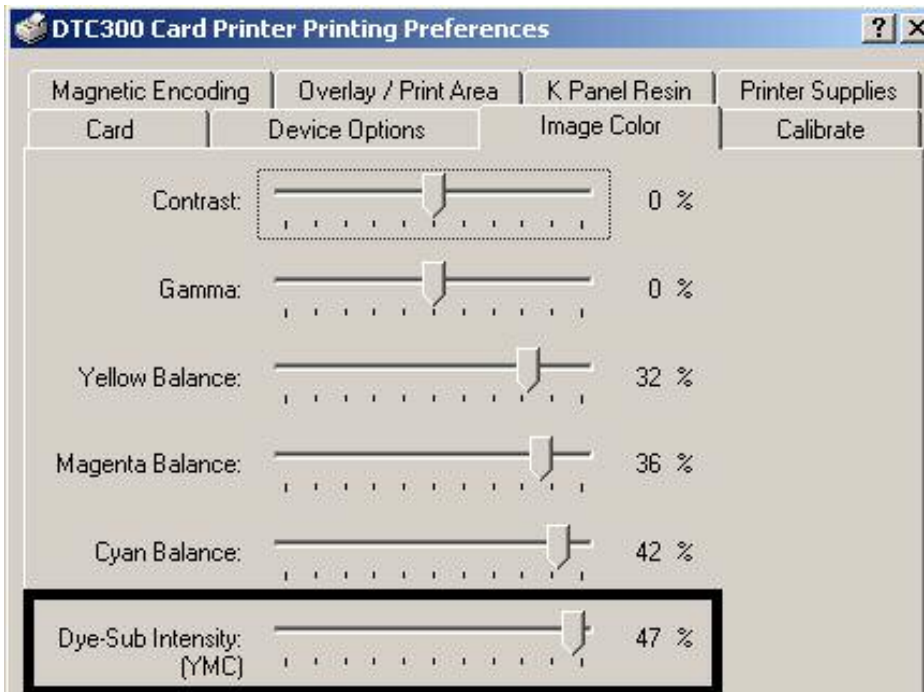 DTC300 Card Printer Printing Preferences
Magnetic Encoding Overlay / Print Area K Panel Resin Printer Supplies
Card Device Options Image Color Calibrate
Contrast: 0 %
Gamma: 0 %
Yellow Balance: 32 %
Magenta Balance: 36 %
Cyan Balance: 42 %
Dye-Sub Intensity: 47 %
(YMC)